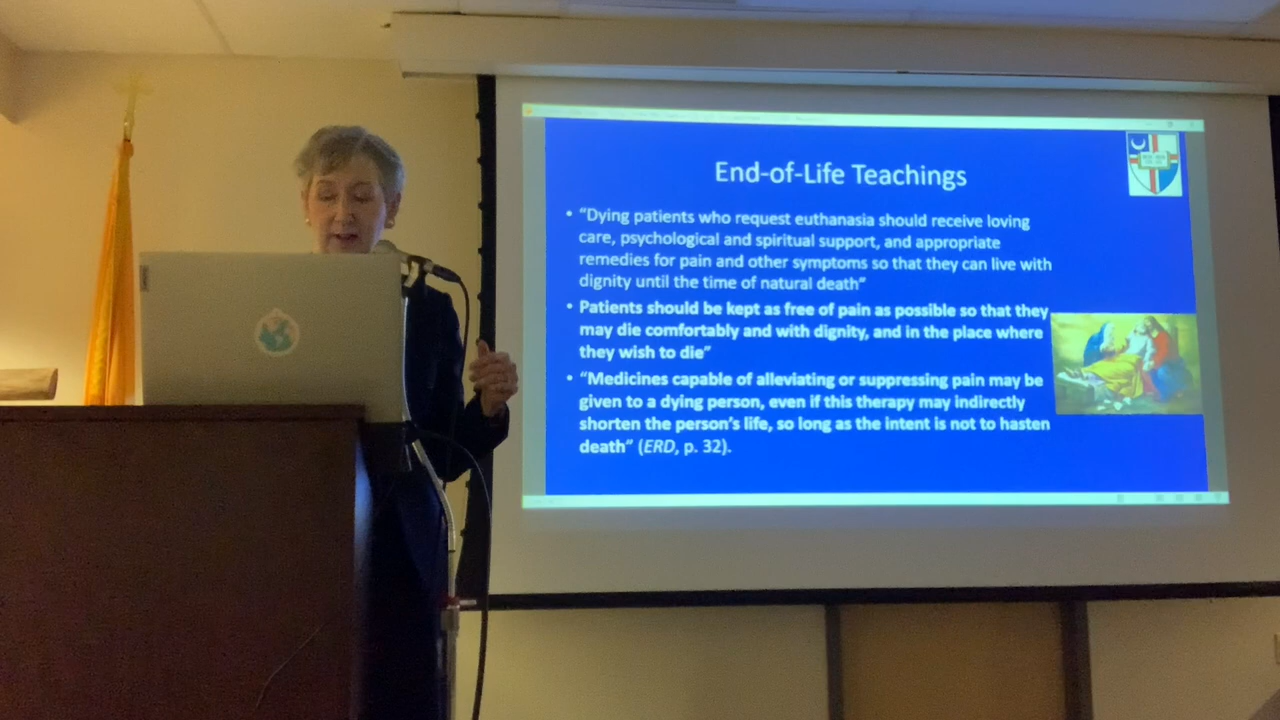 End-of-Life Teachings
• “Dying patients who request euthanasia should receive loving
care, psychological and spiritual support, and appropriate
remedies for pain and other symptoms so that they can live with
dignity until the time of natural death“
• Patients should be kept as free of pain as possible so that they
may die comfortably and with dignity, and in the place where
they wish to die”
• “Medicines capable of alleviating or suppressing pain may be
given to a dying person, even if this therapy may indirectly
shorten the person’s life, so long as the intent is not to hasten
death” (ERD, p. 32).